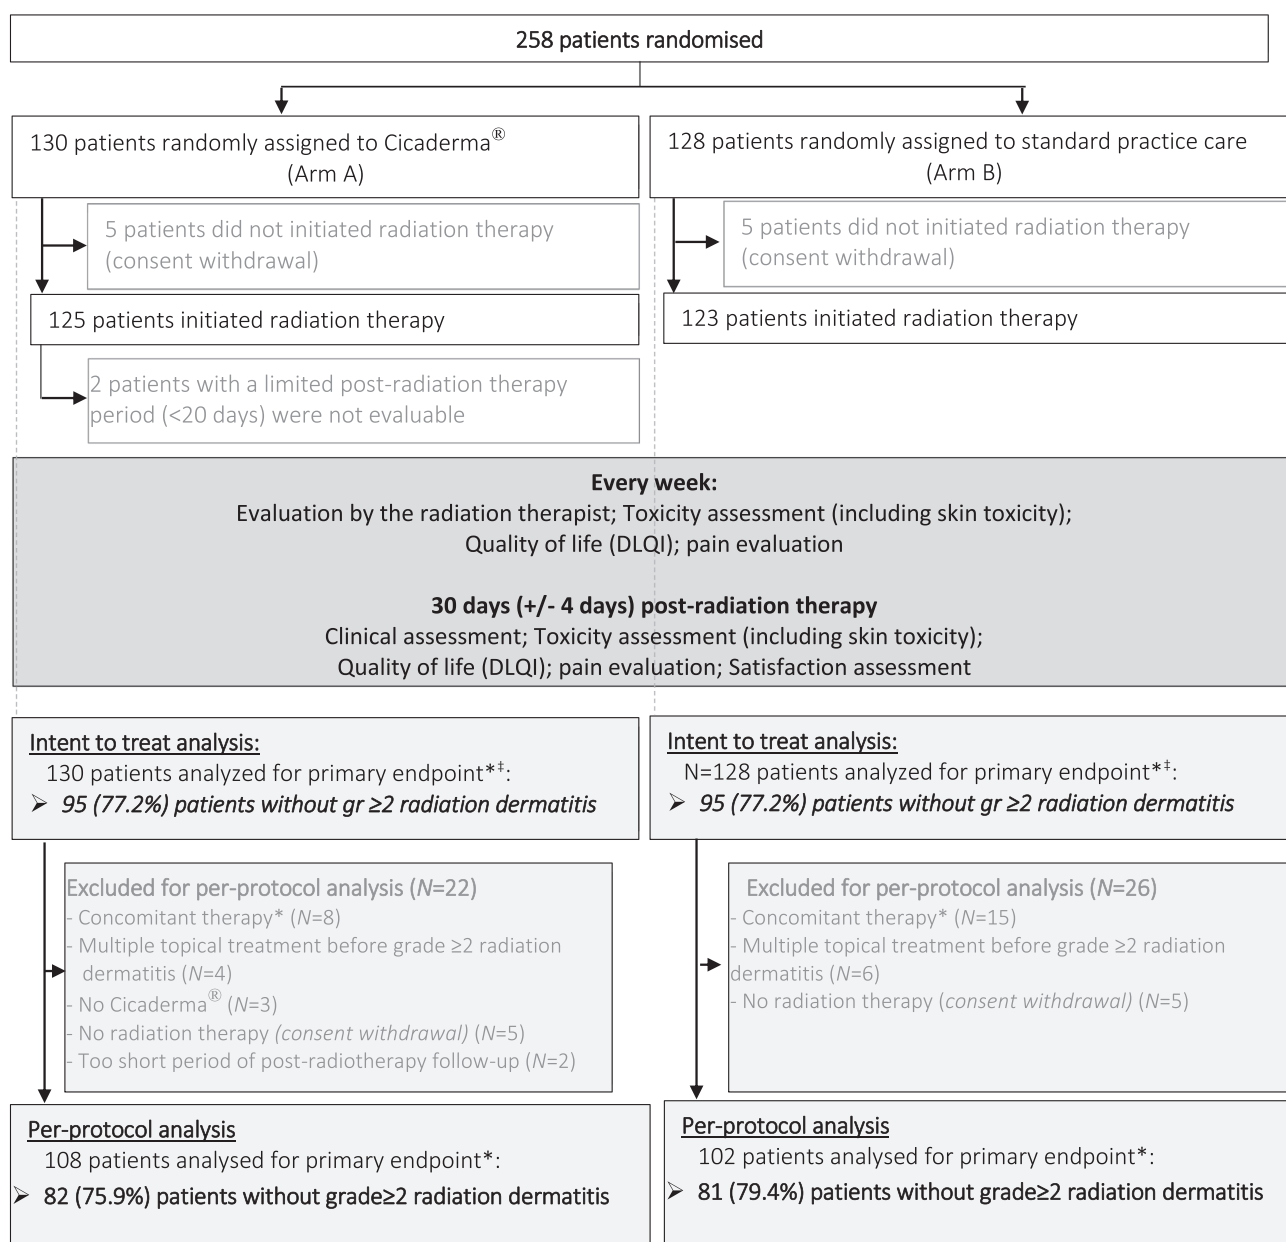 258 patients randomised
130 patients randomly assigned to Cicaderma®
(Arm A)
128 patients randomly assigned to standard practice care
(Arm B)
5 patients did not initiated radiation therapy
(consent withdrawal)
5 patients did not initiated radiation therapy
(consent withdrawal)
125 patients initiated radiation therapy
123 patients initiated radiation therapy
2 patients with a limited post-radiation therapy
period (<20 days) were not evaluable
Every week:
Evaluation by the radiation therapist; Toxicity assessment (including skin toxicity);
Quality of life (DLQI); pain evaluation
30 days (+/- 4 days) post-radiation therapy
Clinical assessment; Toxicity assessment (including skin toxicity);
Quality of life (DLQI); pain evaluation; Satisfaction assessment
Intent to treat analysis:
130 patients analyzed for primary endpoint*‡:
➢ 95 (77.2%) patients without gr ≥2 radiation dermatitis
Intent to treat analysis:
N=128 patients analyzed for primary endpoint*‡:
➢ 95 (77.2%) patients without gr ≥2 radiation dermatitis
Excluded for per-protocol analysis (N=22)
- Concomitant therapy* (N=8)
- Multiple topical treatment before grade ≥2 radiation
dermatitis (N=4)
- No Cicaderma® (N=3)
- No radiation therapy (consent withdrawal) (N=5)
- Too short period of post-radiotherapy follow-up (N=2)
Excluded for per-protocol analysis (N=26)
- Concomitant therapy* (N=15)
- Multiple topical treatment before grade ≥2 radiation
dermatitis (N=6)
- No radiation therapy (consent withdrawal) (N=5)
Per-protocol analysis
108 patients analysed for primary endpoint*:
➢ 82 (75.9%) patients without grade≥2 radiation dermatitis
Per-protocol analysis
102 patients analysed for primary endpoint*:
➢ 81 (79.4%) patients without grade≥2 radiation dermatitis